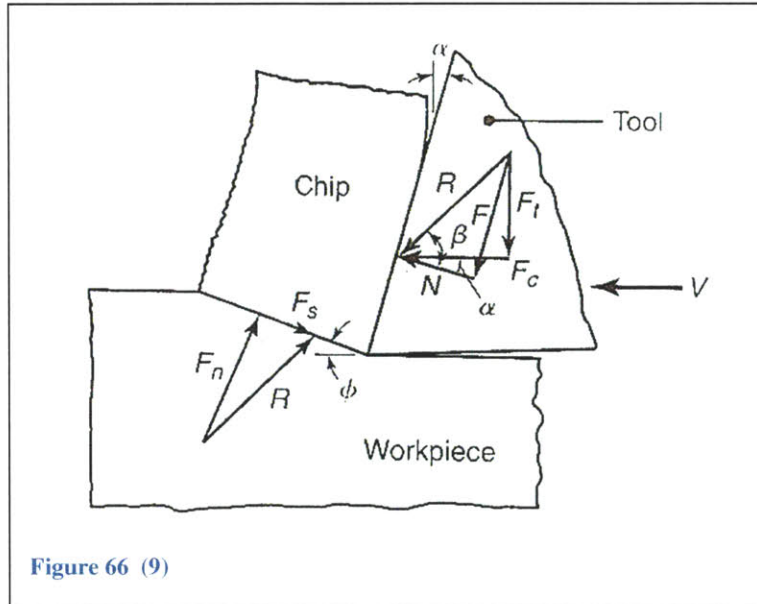 α
Tool
Chip
R
F
Ft
β
Fc
N
α
V
Fs
Fn
R
ϕ
Workpiece
Figure 66 (9)